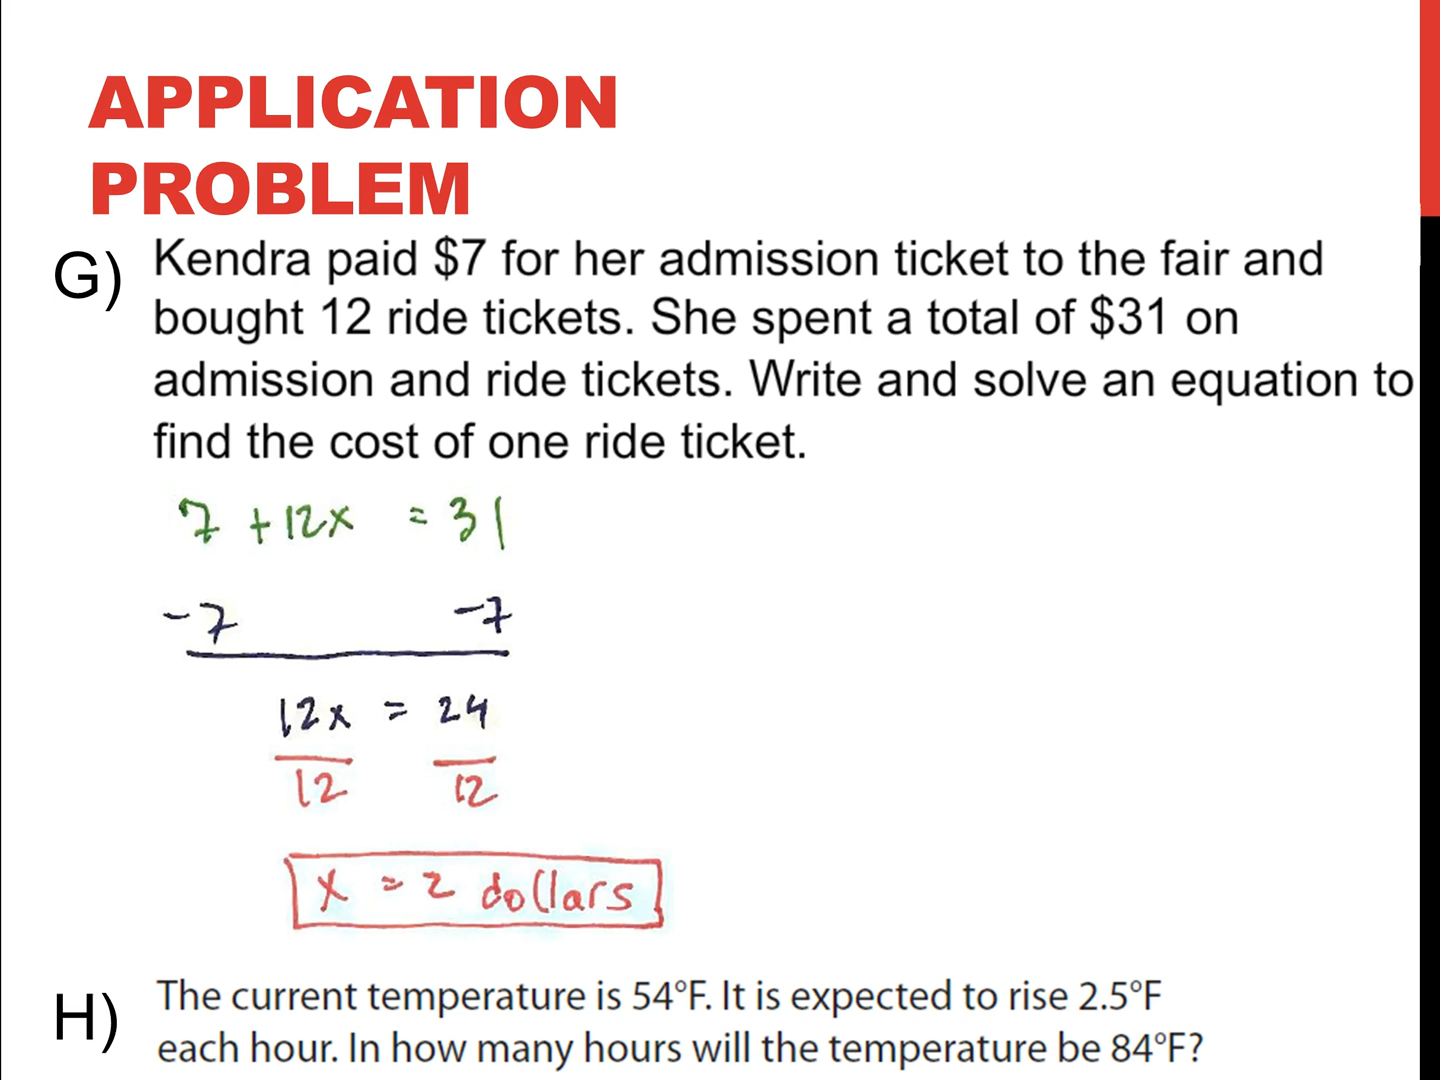 APPLICATION
PROBLEM
G) Kendra paid $7 for her admission ticket to the fair and
bought 12 ride tickets. She spent a total of $31 on
admission and ride tickets. Write and solve an equation to
find the cost of one ride ticket.
7 + 12x = 31
-7 -7
12x = 24
12 12
x = 2 dollars
H) The current temperature is 54°F. It is expected to rise 2.5°F
each hour. In how many hours will the temperature be 84°F?